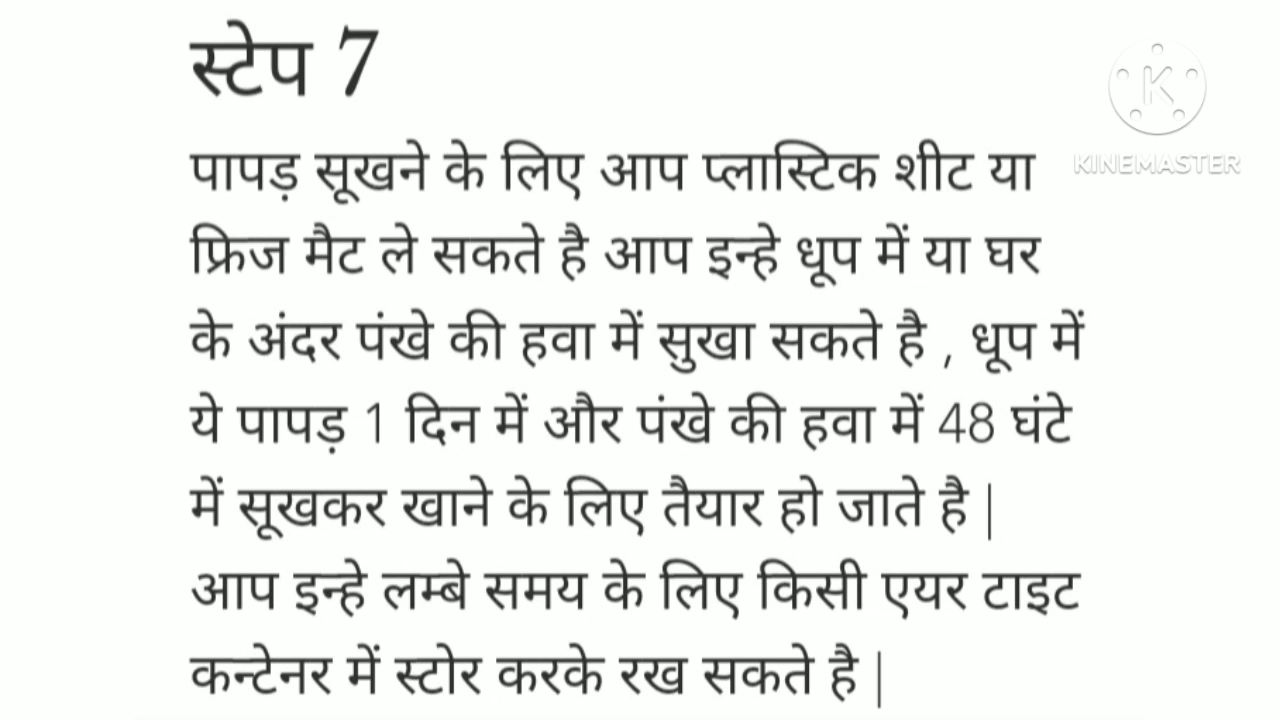 स्टेप 7
K
KINEMASTER
पापड़ सूखने के लिए आप प्लास्टिक शीट या
फ्रिज मैट ले सकते है आप इन्हे धूप में या घर
के अंदर पंखे की हवा में सुखा सकते है , धूप में
ये पापड़ 1 दिन में और पंखे की हवा में 48 घंटे
में सूखकर खाने के लिए तैयार हो जाते है |
आप इन्हे लम्बे समय के लिए किसी एयर टाइट
कन्टेनर में स्टोर करके रख सकते है |